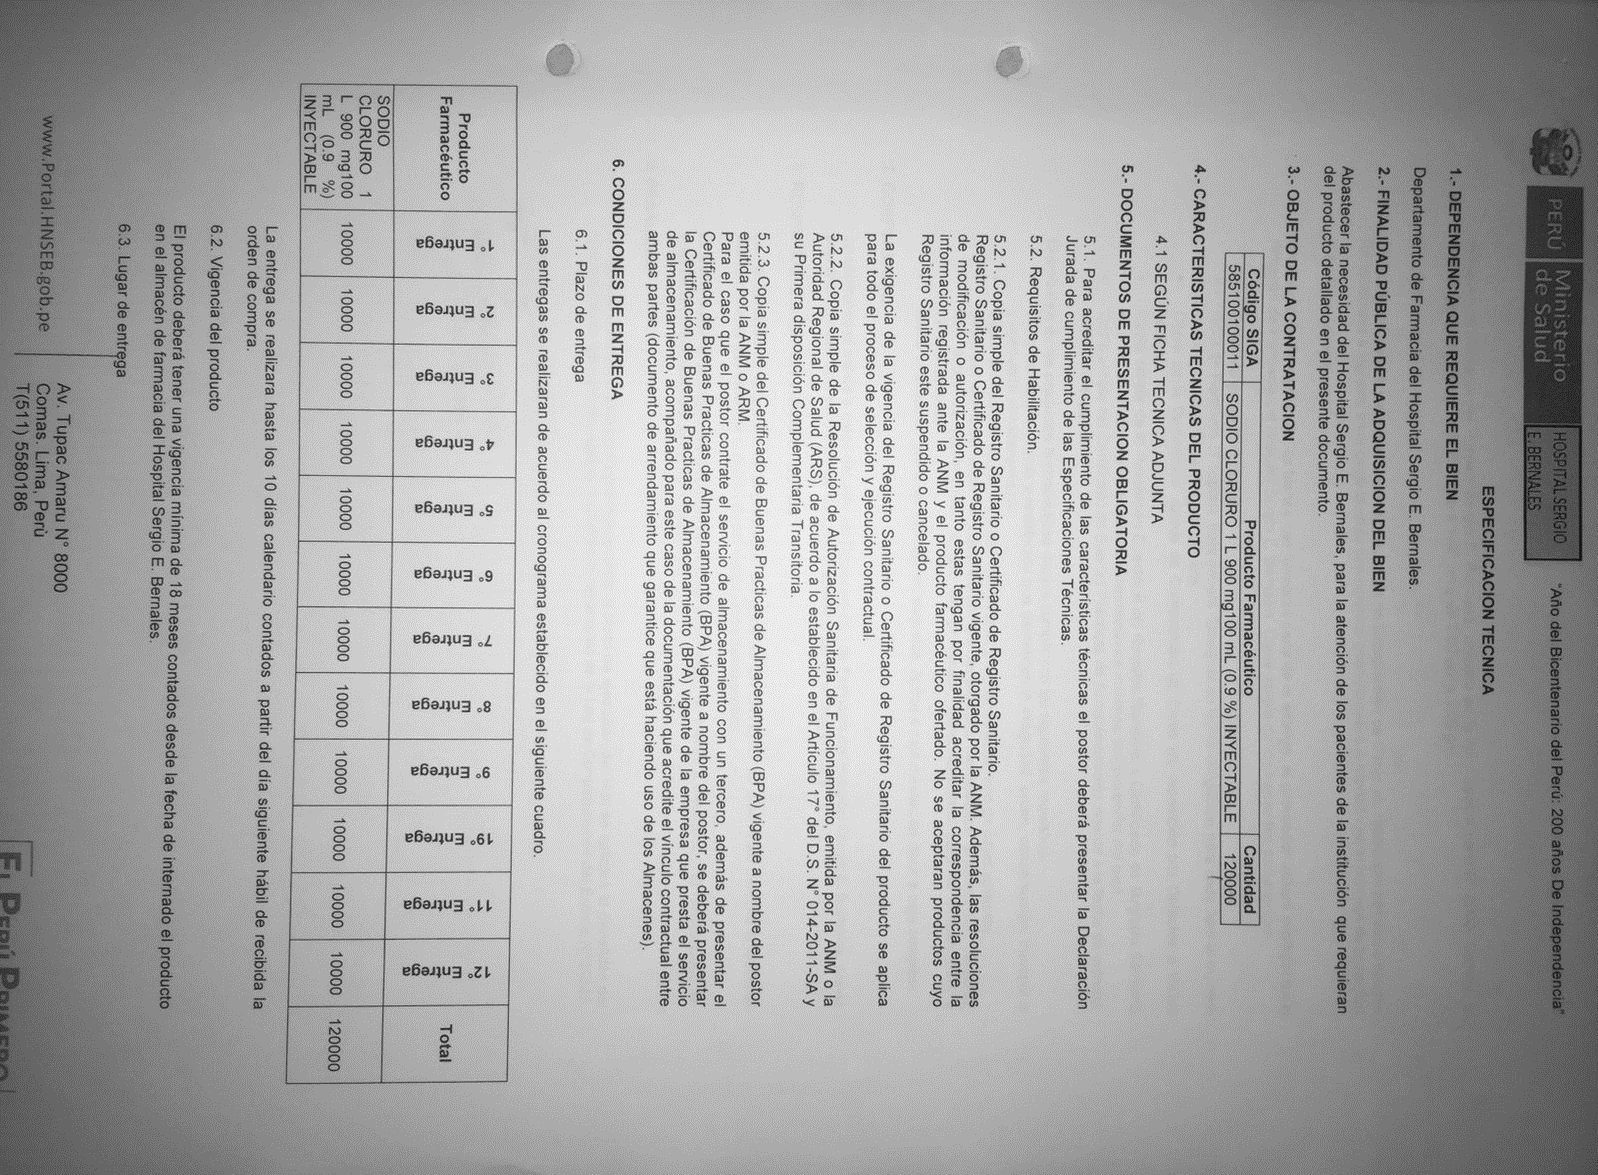 PERÚ
Ministerio
de Salud
HOSPITAL SERGIO
E. BERNALES
"Año del Bicentenario del Perú: 200 años De Independencia"
ESPECIFICACION TECNICA
1.- DEPENDENCIA QUE REQUIERE EL BIEN
Departamento de Farmacia del Hospital Sergio E. Bernales.
2.- FINALIDAD PÚBLICA DE LA ADQUISICION DEL BIEN
Abastecer la necesidad del Hospital Sergio E. Bernales, para la atención de los pacientes de la institución que requieran
del producto detallado en el presente documento.
3.- OBJETO DE LA CONTRATACION
Código SIGA Producto Farmacéutico Cantidad
585100100011 SODIO CLORURO 1 L 900 mg100 mL (0.9 %) INYECTABLE 120000
4.- CARACTERISTICAS TECNICAS DEL PRODUCTO
4.1 SEGÚN FICHA TECNICA ADJUNTA
5.- DOCUMENTOS DE PRESENTACION OBLIGATORIA
5.1. Para acreditar el cumplimiento de las características técnicas el postor deberá presentar la Declaración
Jurada de cumplimiento de las Especificaciones Técnicas.
5.2. Requisitos de Habilitación.
5.2.1. Copia simple del Registro Sanitario o Certificado de Registro Sanitario.
Registro Sanitario o Certificado de Registro Sanitario vigente, otorgado por la ANM. Además, las resoluciones
de modificación o autorización, en tanto estas tengan por finalidad acreditar la correspondencia entre la
información registrada ante la ANM y el producto farmacéutico ofertado. No se aceptaran productos cuyo
Registro Sanitario este suspendido o cancelado.
La exigencia de la vigencia del Registro Sanitario o Certificado de Registro Sanitario del producto se aplica
para todo el proceso de selección y ejecución contractual.
5.2.2. Copia simple de la Resolución de Autorización Sanitaria de Funcionamiento, emitida por la ANM o la
Autoridad Regional de Salud (ARS), de acuerdo a lo establecido en el Artículo 17° del D.S. N° 014-2011-SA y
su Primera disposición Complementaria Transitoria.
5.2.3. Copia simple del Certificado de Buenas Practicas de Almacenamiento (BPA) vigente a nombre del postor
emitida por la ANM o ARM.
Para el caso que el postor contrate el servicio de almacenamiento con un tercero, además de presentar el
Certificado de Buenas Practicas de Almacenamiento (BPA) vigente a nombre del postor, se deberá presentar
la Certificación de Buenas Practicas de Almacenamiento (BPA) vigente de la empresa que presta el servicio
de almacenamiento, acompañado para este caso de la documentación que acredite el vínculo contractual entre
ambas partes (documento de arrendamiento que garantice que está haciendo uso de los Almacenes).
6. CONDICIONES DE ENTREGA
6.1. Plazo de entrega
Las entregas se realizaran de acuerdo al cronograma establecido en el siguiente cuadro.
Producto
Farmacéutico
1° Entrega
2° Entrega
3° Entrega
4° Entrega
5° Entrega
6° Entrega
7° Entrega
8° Entrega
9° Entrega
19° Entrega
11° Entrega
12° Entrega
Total
SODIO
CLORURO 1
L 900 mg100
mL (0.9 %)
INYECTABLE
10000 10000 10000 10000 10000 10000 10000 10000 10000 10000 10000 10000 120000
La entrega se realizara hasta los 10 días calendario contados a partir del día siguiente hábil de recibida la
orden de compra.
6.2. Vigencia del producto
El producto deberá tener una vigencia mínima de 18 meses contados desde la fecha de internado el producto
en el almacén de farmacia del Hospital Sergio E. Bernales.
6.3. Lugar de entrega
www.Portal.HNSEB.gob.pe
Av. Tupac Amaru N° 8000
Comas. Lima, Perù
T(511) 5580186
EL PERÚ PRIMERO